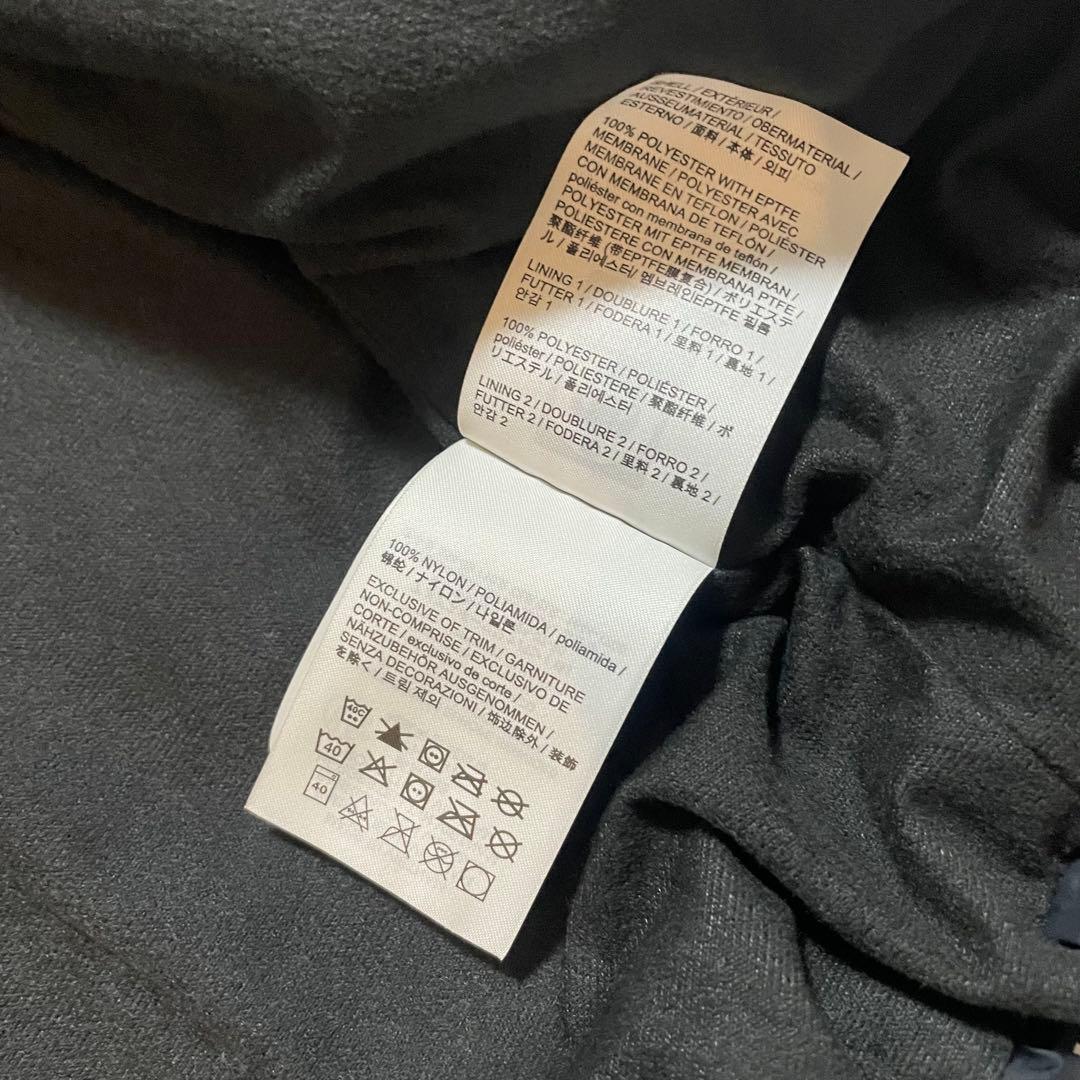 SHELL / EXTÉRIEUR /
REVESTIMIENTO / OBERMATERIAL /
AUSSEUMATERIAL / TESSUTO
ESTERNO / 面料 / 本体 / 외피
100% POLYESTER WITH EPTFE
MEMBRANE / POLYESTER AVEC
MEMBRANE EN TEFLON / POLIÉSTER
CON MEMBRANA DE TEFLÓN /
poliéster con membrana de teflón /
POLYESTER MIT EPTFE MEMBRAN /
POLIESTERE CON MEMBRANA PTFE /
聚酯纤维 (带EPTFE膜复合) / ポリエステ
ル / 폴리에스터/ 멤브레인EPTFE 필름
LINING 1 / DOUBLURE 1 / FORRO 1 /
FUTTER 1 / FODERA 1 / 里料 1 / 裏地 1 /
안감 1
100% POLYESTER / POLIÉSTER /
poliéster / POLIESTERE / 聚酯纤维 / ポ
リエステル / 폴리에스터
LINING 2 / DOUBLURE 2 / FORRO 2 /
FUTTER 2 / FODERA 2 / 里料 2 / 裏地 2 /
안감 2
100% NYLON / POLIAMIDA / poliamida /
锦纶 / ナイロン / 나일론
EXCLUSIVE OF TRIM / GARNITURE
NON-COMPRISE / EXCLUSIVO DE
CORTE / exclusivo de corte /
NÄHZUBEHÖR AUSGENOMMEN /
SENZA DECORAZIONI / 饰边除外 / 装飾
を除く / 트림 제외
40C
40
40